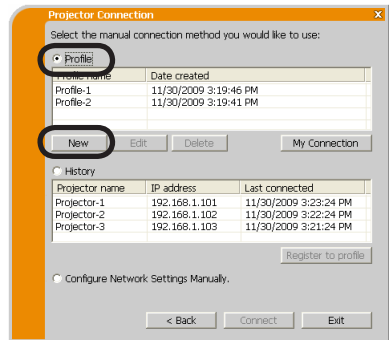 Projector Connection
X
Select the manual connection method you would like to use:
Profile
Profile name Date created
Profile-1 11/30/2009 3:19:46 PM
Profile-2 11/30/2009 3:19:41 PM
New Edit Delete My Connection
History
Projector name IP address Last connected
Projector-1 192.168.1.101 11/30/2009 3:23:24 PM
Projector-2 192.168.1.102 11/30/2009 3:22:24 PM
Projector-3 192.168.1.103 11/30/2009 3:21:24 PM
Register to profile
Configure Network Settings Manually.
< Back Connect Exit